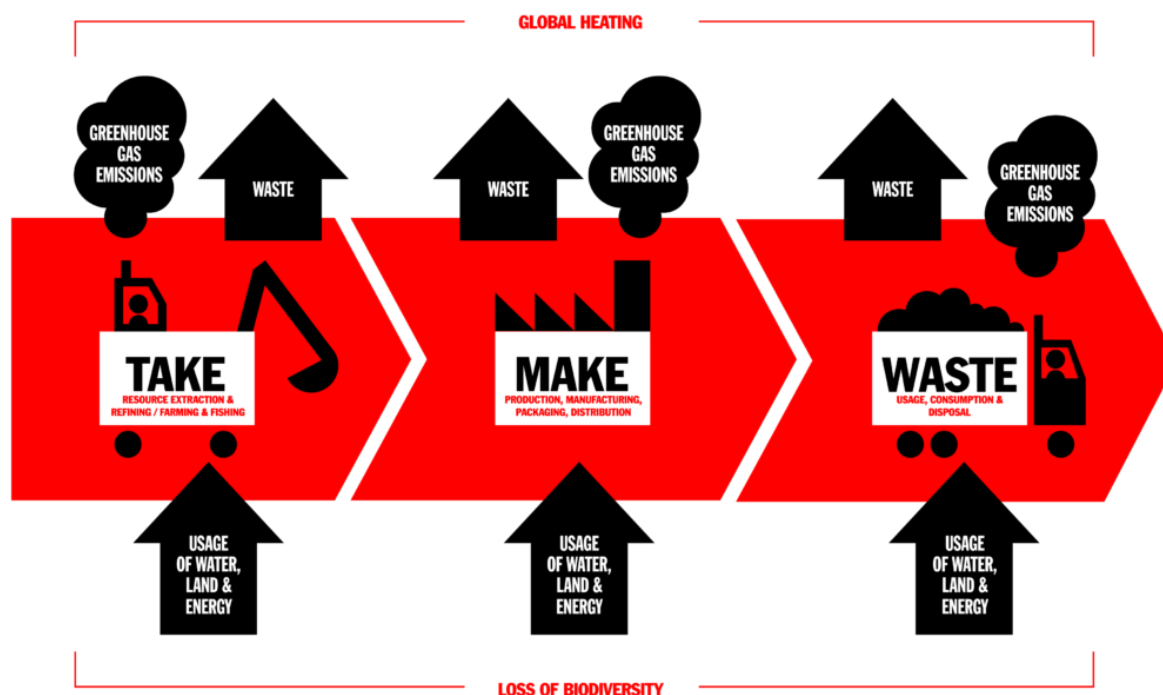 GLOBAL HEATING
GREENHOUSE
GAS
EMISSIONS
WASTE
WASTE
GREENHOUSE
GAS
EMISSIONS
WASTE
GREENHOUSE
GAS
EMISSIONS
TAKE
RESOURCE EXTRACTION &
REFINING / FARMING & FISHING
MAKE
PRODUCTION, MANUFACTURING,
PACKAGING, DISTRIBUTION
WASTE
USAGE, CONSUMPTION &
DISPOSAL
USAGE
OF WATER,
LAND &
ENERGY
USAGE
OF WATER,
LAND &
ENERGY
USAGE
OF WATER,
LAND &
ENERGY
LOSS OF BIODIVERSITY